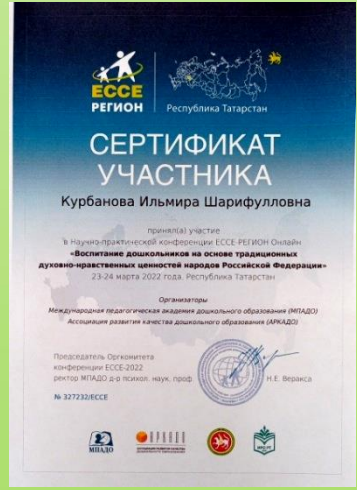 ECCE
РЕГИОН
Республика Татарстан
СЕРТИФИКАТ
УЧАСТНИКА
Курбанова Ильмира Шарифулловна
принял(а) участие
в Научно-практической конференции ECCE-РЕГИОН Онлайн
«Воспитание дошкольников на основе традиционных
духовно-нравственных ценностей народов Российской Федерации»
23-24 марта 2022 года, Республика Татарстан
Организаторы
Международная педагогическая академия дошкольного образования (МПАДО)
Ассоциация развития качества дошкольного образования (АРКАДО)
Председатель Оргкомитета
конференции ECCE-2022
ректор МПАДО д-р психол. наук, проф.
Н.Е. Веракса
№ 327232/ECCE
МПАДО